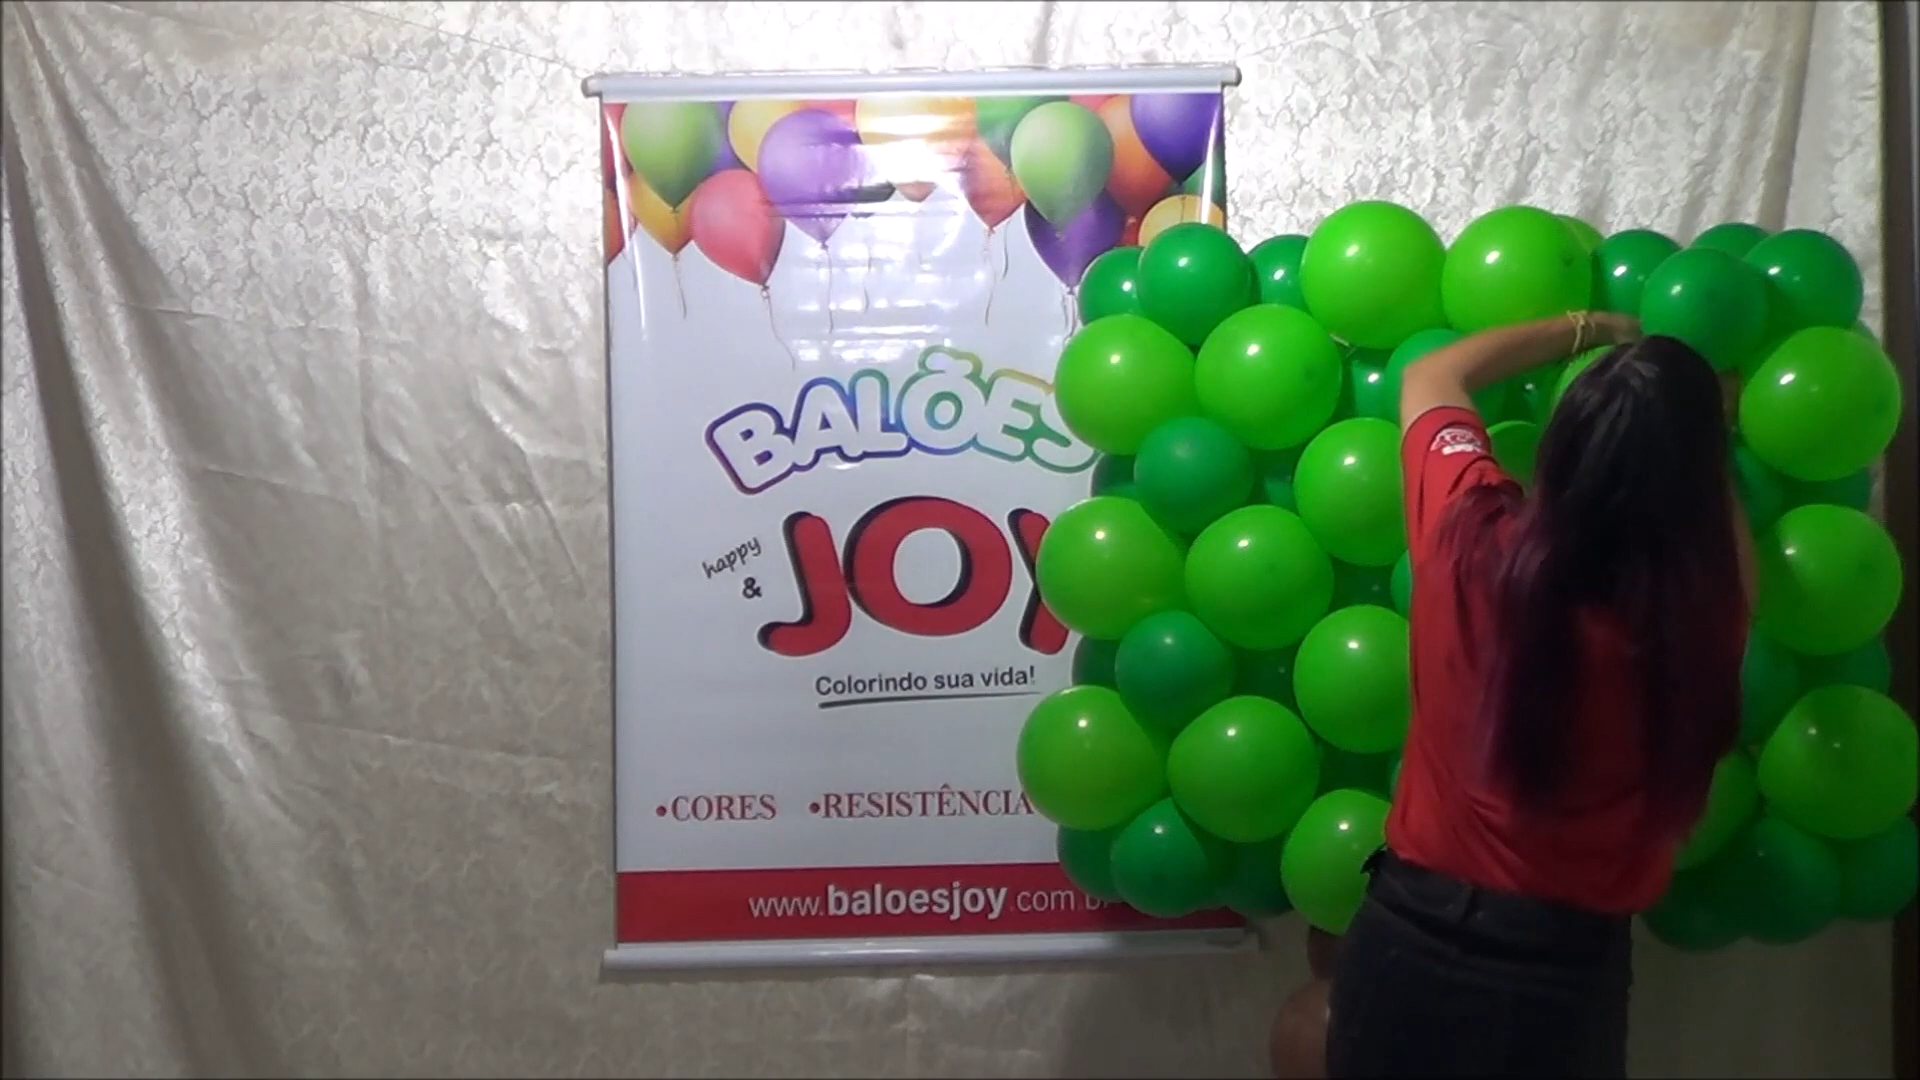 BALÕES
happy
& JOY
Colorindo sua vida!
•CORES •RESISTÊNCIA
www.baloesjoy.com.br